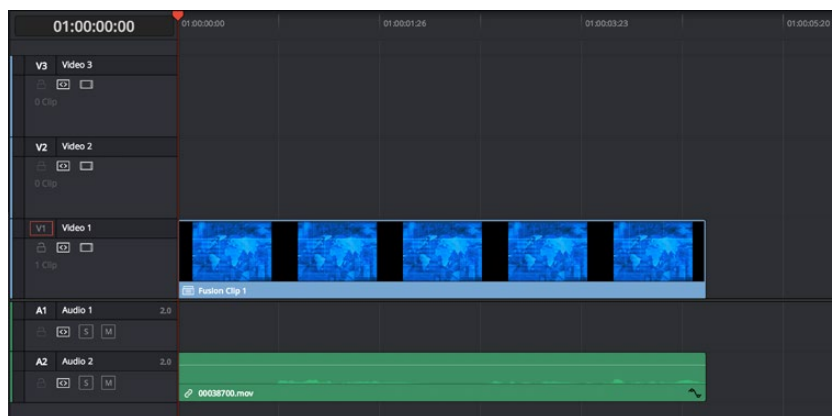 01:00:00:00
01:00:00:00 01:00:01:26 01:00:03:23 01:00:05:20
V3 Video 3
0 Clip
V2 Video 2
0 Clip
V1 Video 1
1 Clip
Fusion Clip 1
A1 Audio 1 2.0
S M
A2 Audio 2 2.0
S M
00038700.mov